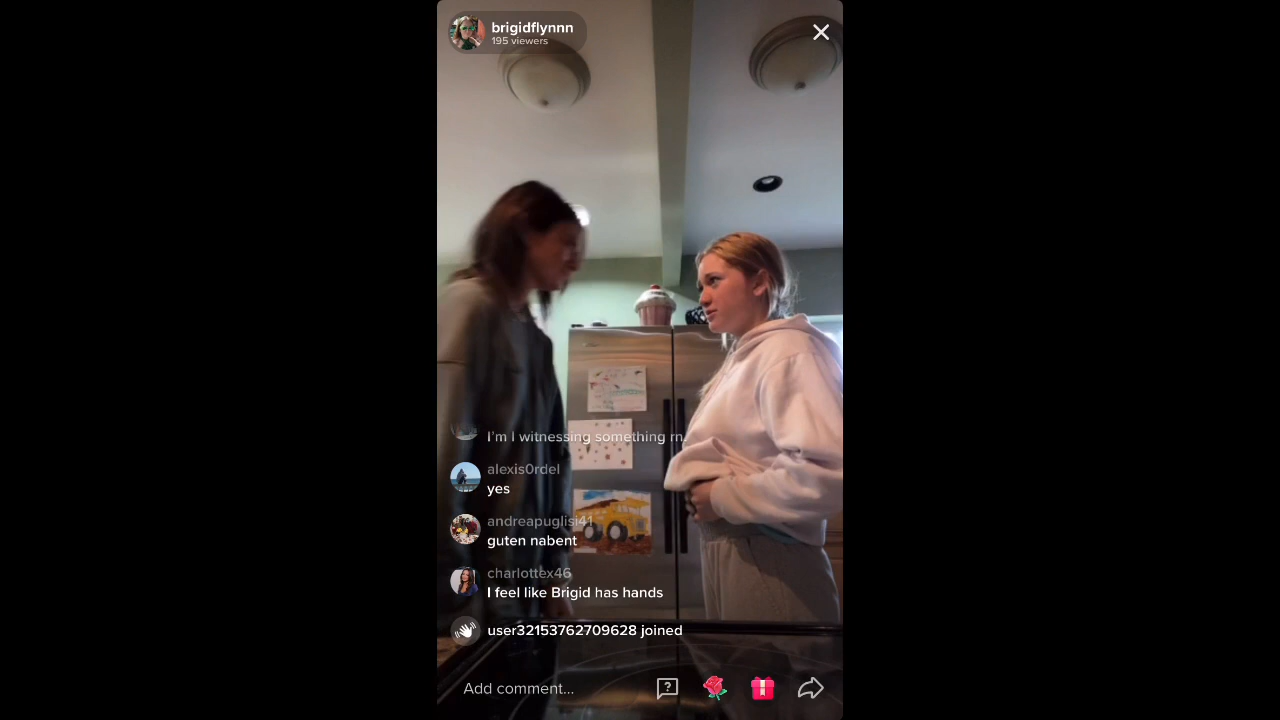 brigidflynnn
195 viewers
I'm I witnessing something rn.
alexis0rdel
yes
andreapuglisi41
guten nabent
charlottex46
I feel like Brigid has hands
user32153762709628 joined
Add comment...